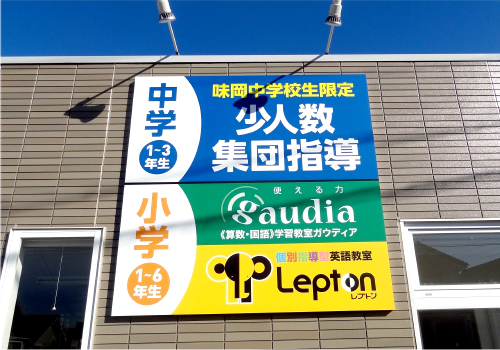 中学
1~3
年生
味岡中学校生限定
少人数
集団指導
小学
1~6
年生
使える力
gaudia
《算数・国語》学習教室ガウディア
個別指導型英語教室
Lepton
レプトン